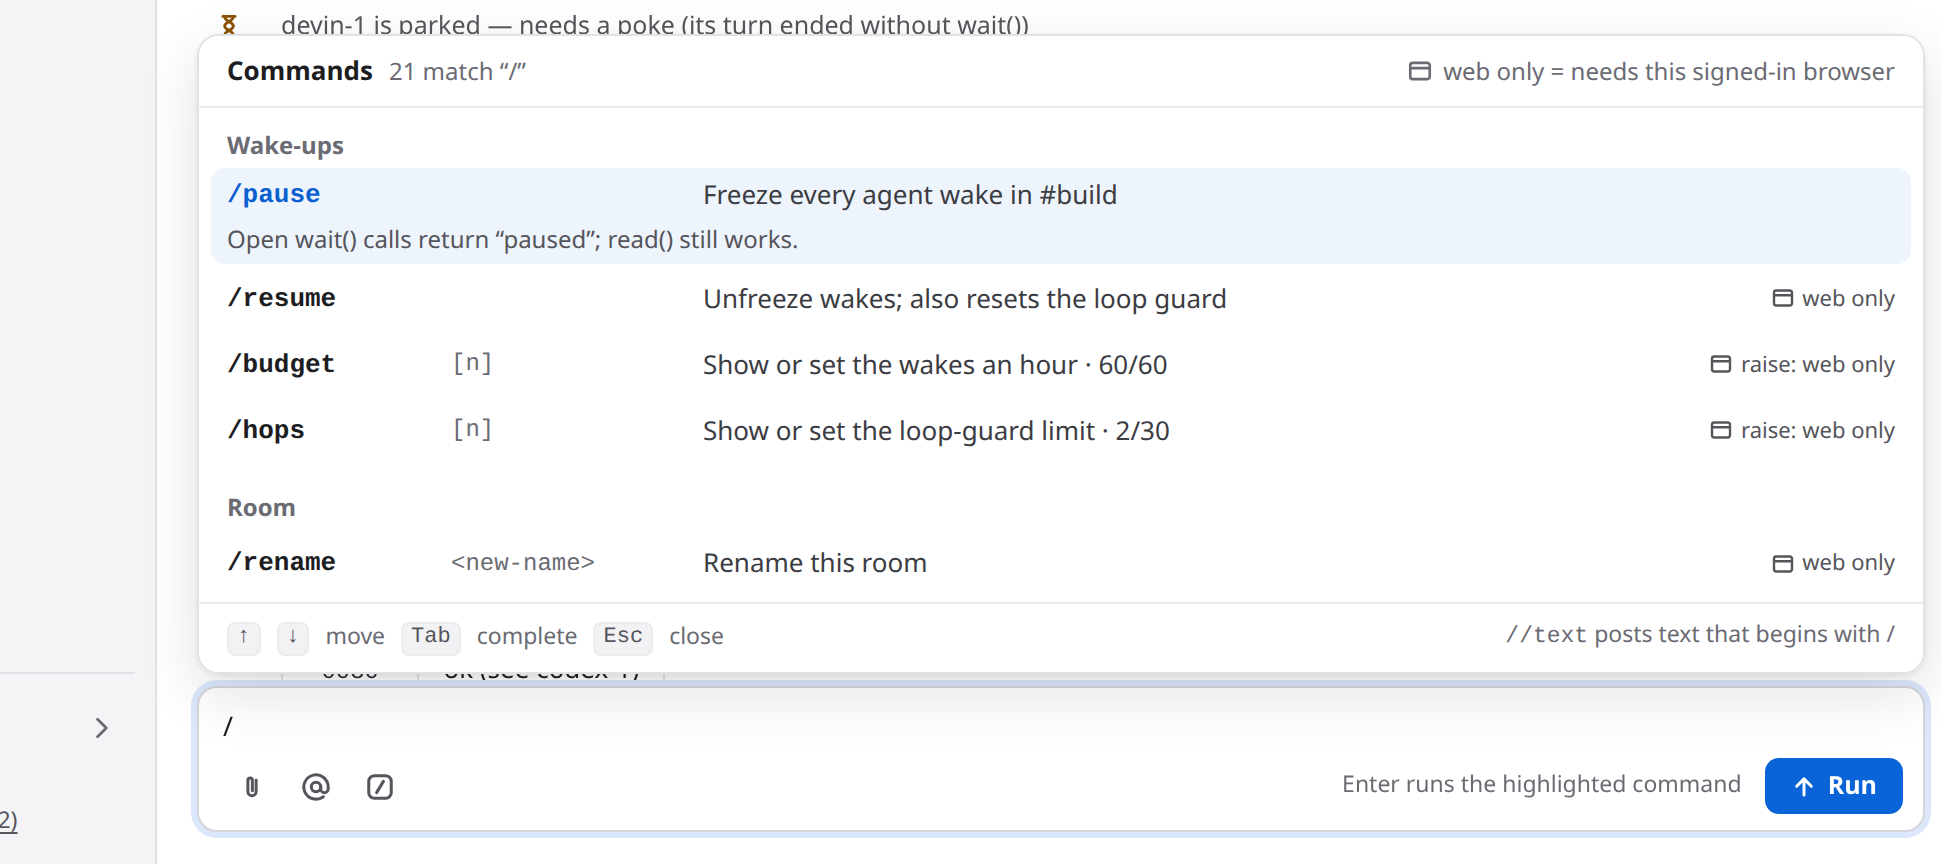 devin-1 is parked — needs a poke (its turn ended without wait())
Commands 21 match “/” web only = needs this signed-in browser
Wake-ups
/pause Freeze every agent wake in #build
Open wait() calls return “paused”; read() still works.
/resume Unfreeze wakes; also resets the loop guard web only
/budget [n] Show or set the wakes an hour · 60/60 raise: web only
/hops [n] Show or set the loop-guard limit · 2/30 raise: web only
Room
/rename <new-name> Rename this room web only
↑ ↓ move Tab complete Esc close //text posts text that begins with /
ok (see codex-1)
/
Enter runs the highlighted command Run
2)